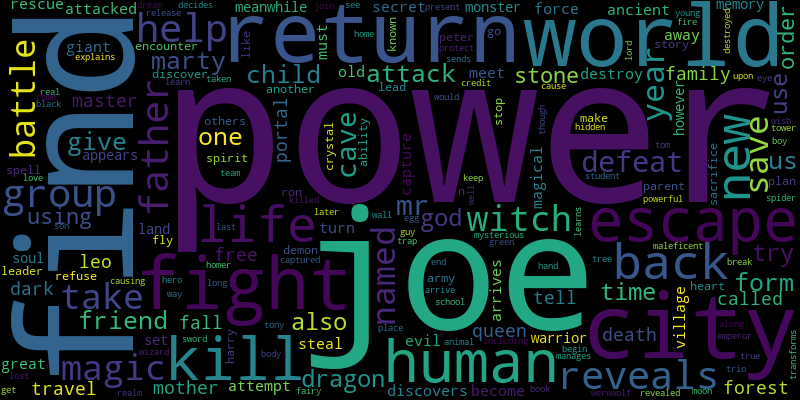 rescue attacked meanwhile secret monster force ancient dream decides release join see present young fire memory
giant help return world order
explains encounter like must peter protect sends home known go away story lord destroyed
find battle master marty child old attack meet stone destroy family year use
discover real black learn taken another lead credit cause upon eye however
father power new save tower boy wish
give others one portal crystal cave ability stop make hidden though tom
appears spirit team keep would defeat us
spell love group ron killed capture magical student parent sacrifice plan powerful spider
using life last later wall egg guy trap mr god well n witch escape
son land fly turn mysterious green learns try
soul leo demon captured named joe maleficent tree break back form
leader refuse causing homer free end army arrive school hand tell time heart called
dark take fight hero way long arrives queen warrior village along emperor
friend fall also tony place evil animal including begin death city
great set wizard sword harry steal human manages reveals true trio transforms
lost kill body dragon discovers become book werewolf revealed moon forest
get travel magic realm mother attempt fairy